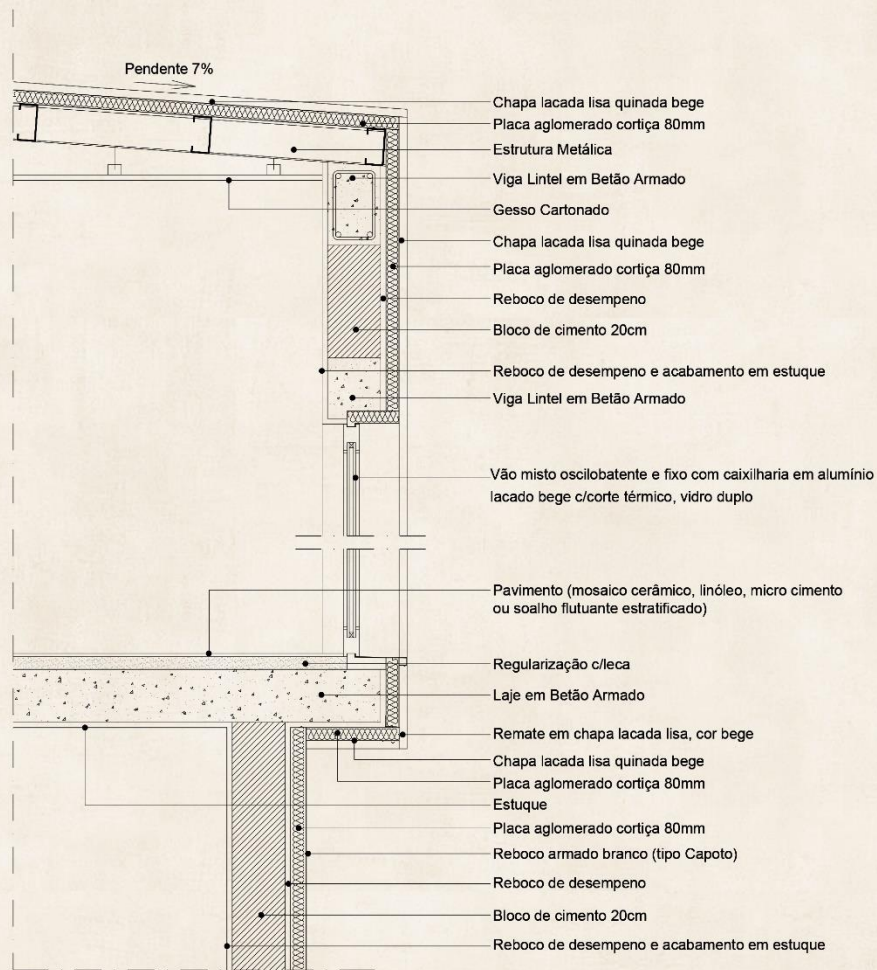 Pendente 7%
Chapa lacada lisa quinada bege
Placa aglomerado cortiça 80mm
Estrutura Metálica
Viga Lintel em Betão Armado
Gesso Cartonado
Chapa lacada lisa quinada bege
Placa aglomerado cortiça 80mm
Reboco de desempeno
Bloco de cimento 20cm
Reboco de desempeno e acabamento em estuque
Viga Lintel em Betão Armado
Vão misto oscilobatente e fixo com caixilharia em alumínio
lacado bege c/corte térmico, vidro duplo
Pavimento (mosaico cerâmico, linóleo, micro cimento
ou soalho flutuante estratificado)
Regularização c/leca
Laje em Betão Armado
Remate em chapa lacada lisa, cor bege
Chapa lacada lisa quinada bege
Placa aglomerado cortiça 80mm
Estuque
Placa aglomerado cortiça 80mm
Reboco armado branco (tipo Capoto)
Reboco de desempeno
Bloco de cimento 20cm
Reboco de desempeno e acabamento em estuque